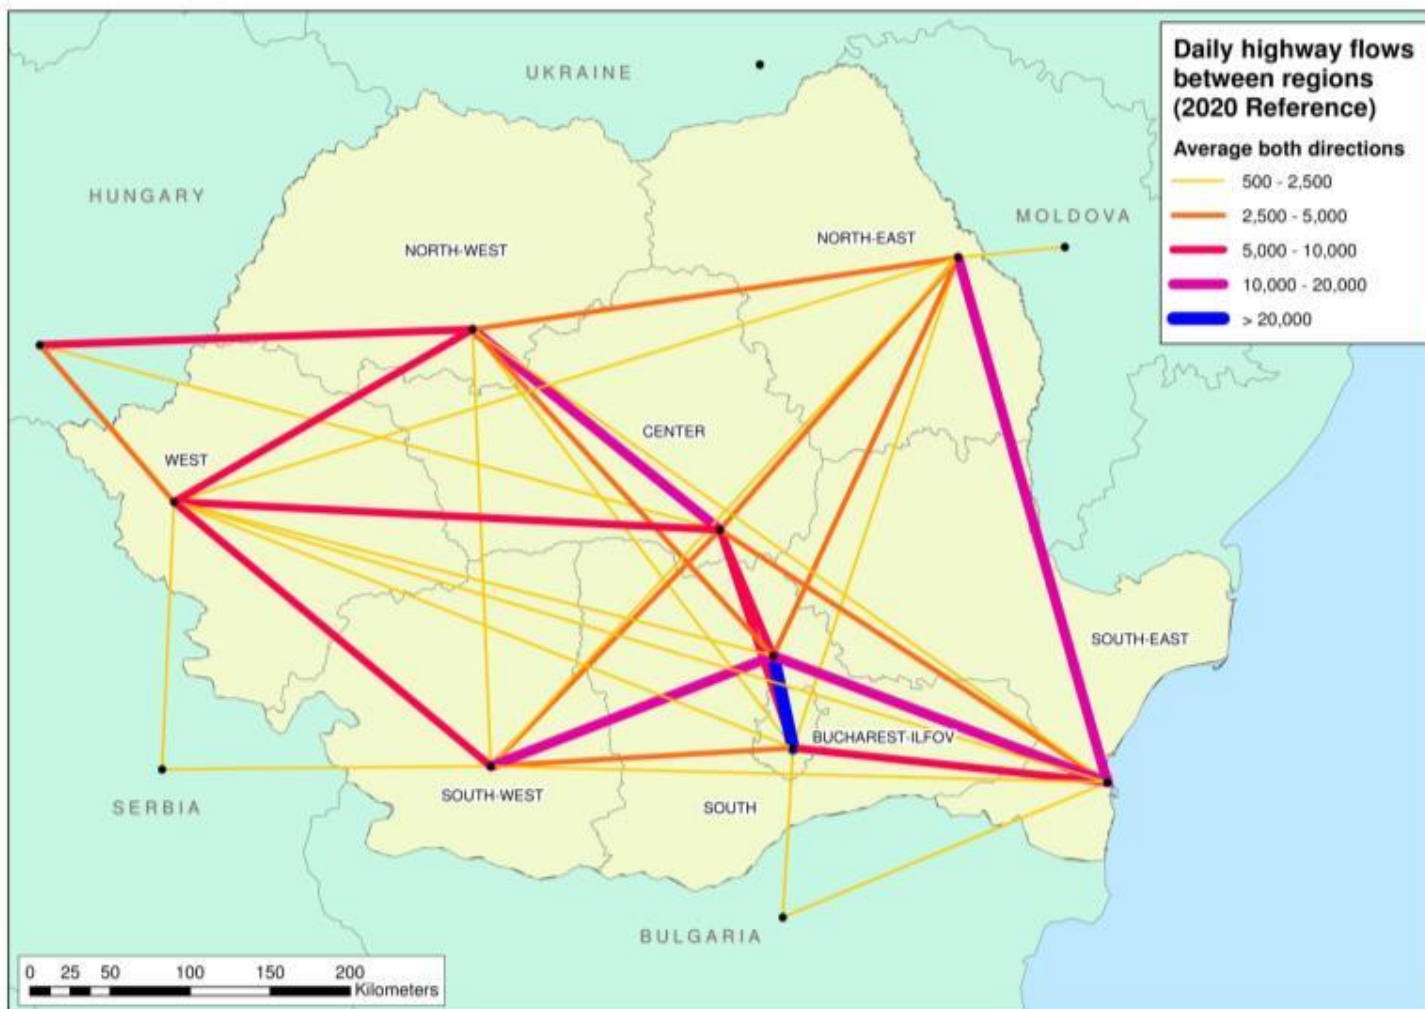 Daily highway flows
between regions
(2020 Reference)
Average both directions
500 - 2,500
2,500 - 5,000
5,000 - 10,000
10,000 - 20,000
> 20,000
UKRAINE
HUNGARY
MOLDOVA
NORTH-WEST
NORTH-EAST
CENTER
WEST
SOUTH-EAST
BUCHAREST-ILFOV
SOUTH-WEST
SOUTH
SERBIA
BULGARIA
0 25 50 100 150 200
Kilometers